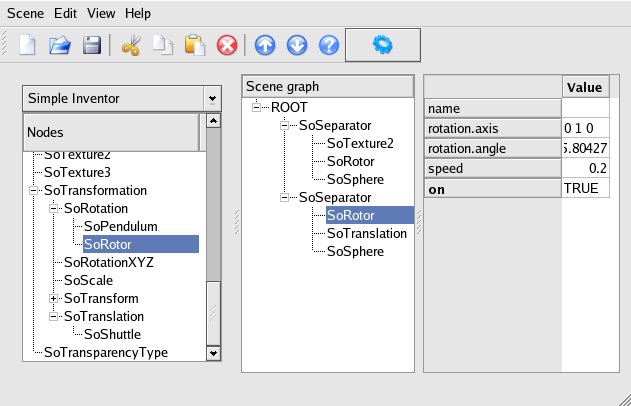 Scene Edit View Help
Simple Inventor
Nodes
SoTexture2
SoTexture3
SoTransformation
SoRotation
SoPendulum
SoRotor
SoRotationXYZ
SoScale
SoTransform
SoTranslation
SoShuttle
SoTransparencyType
Scene graph
ROOT
SoSeparator
SoTexture2
SoRotor
SoSphere
SoSeparator
SoRotor
SoTranslation
SoSphere
Value
name
rotation.axis 0 1 0
rotation.angle 5.80427
speed 0.2
on TRUE